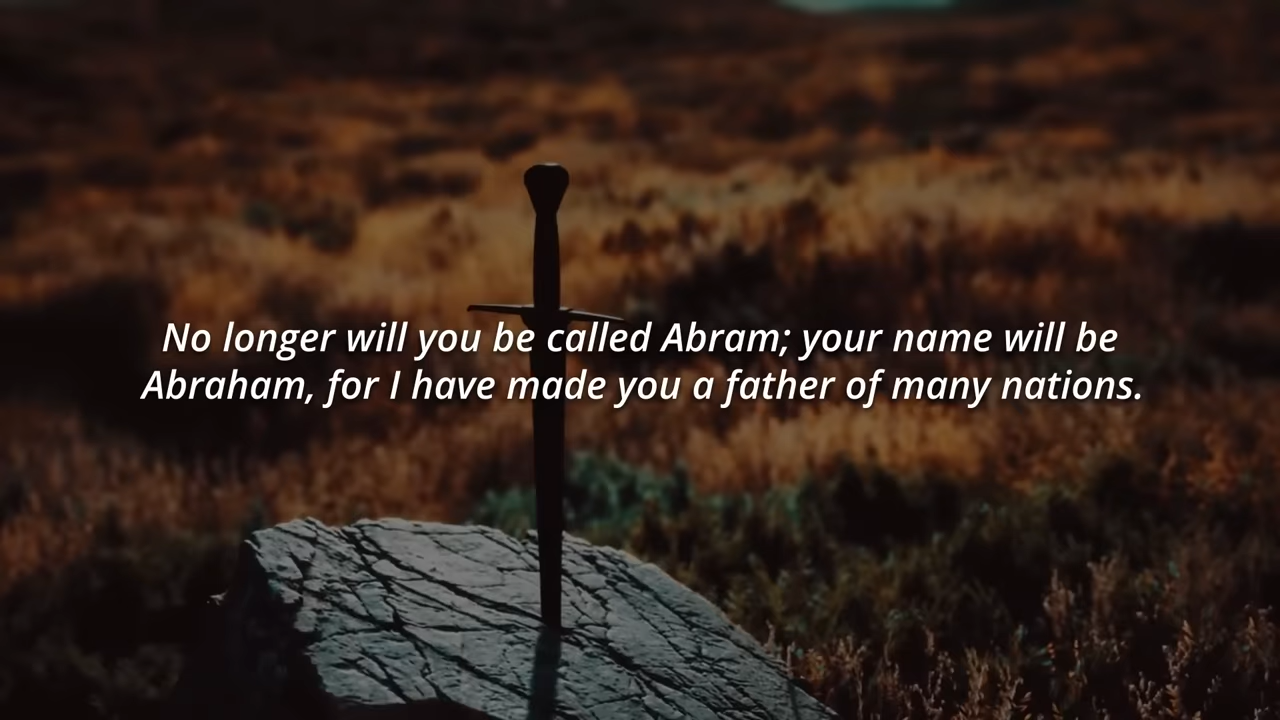 No longer will you be called Abram; your name will be
Abraham, for I have made you a father of many nations.